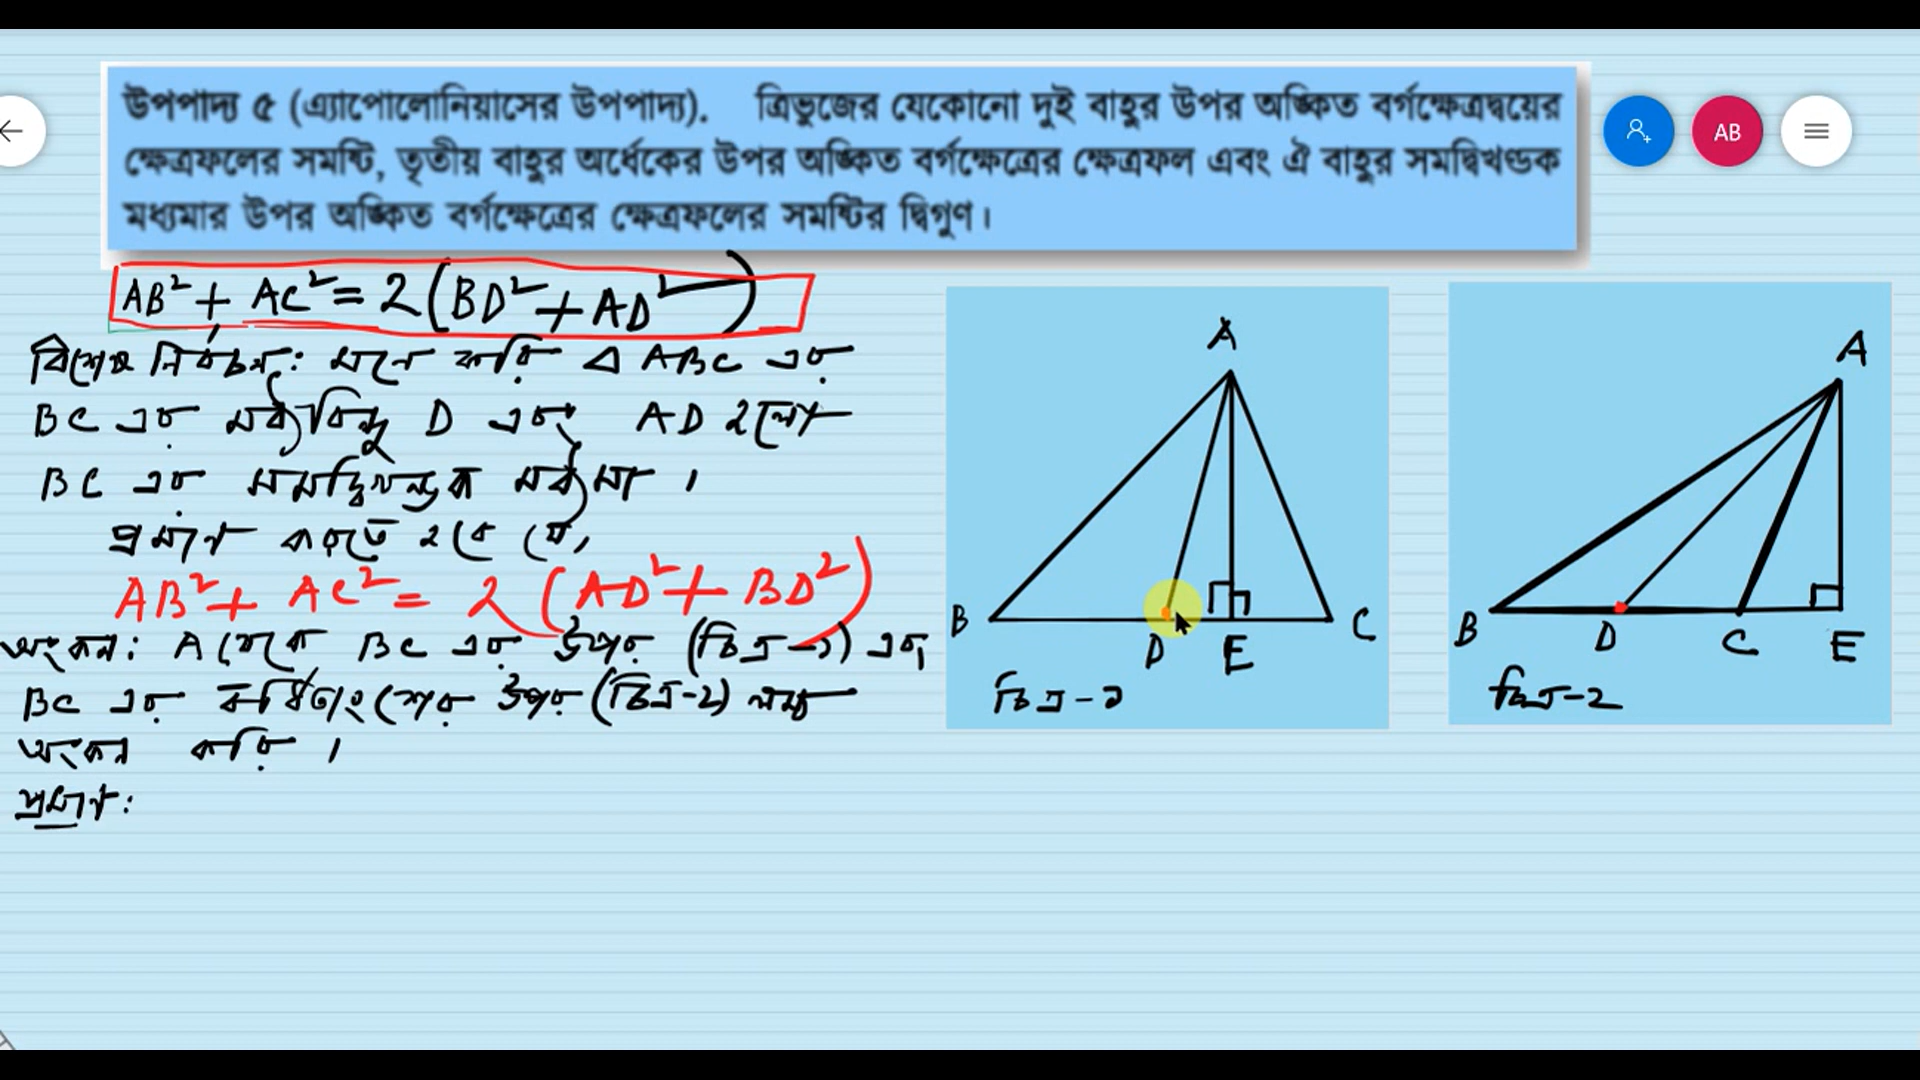 উপপাদ্য ৫ (এ্যাপোলোনিয়াসের উপপাদ্য). ত্রিভুজের যেকোনো দুই বাহুর উপর অঙ্কিত বর্গক্ষেত্রদ্বয়ের
ক্ষেত্রফলের সমষ্টি, তৃতীয় বাহুর অর্ধেকের উপর অঙ্কিত বর্গক্ষেত্রের ক্ষেত্রফল এবং ঐ বাহুর সমদ্বিখণ্ডক
মধ্যমার উপর অঙ্কিত বর্গক্ষেত্রের ক্ষেত্রফলের সমষ্টির দ্বিগুণ।
AB
AB² + AC² = 2(BD² + AD²)
বিশেষ নির্বচন: মনে করি △ ABC এর
BC এর মধ্যবিন্দু D এবং AD হলো
BC এর সমদ্বিখন্ডক মধ্যমা।
প্রমাণ করতে হবে যে,
AB² + AC² = 2 (AD² + BD²)
অংকন: A থেকে BC এর উপর (চিত্র-১) এবং
BC এর বর্ধিতাংশের উপর (চিত্র-2) লম্ব
অংকন করি।
প্রমাণ:
A
B
D
E
C
চিত্র-১
A
B
D
C
E
চিত্র-2